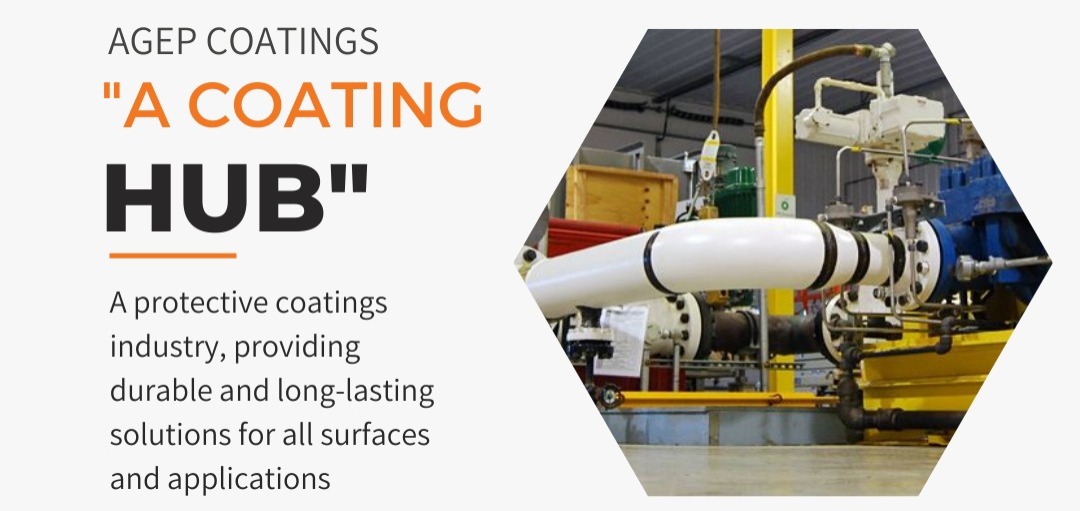 AGEP COATINGS
"A COATING
HUB"
A protective coatings
industry, providing
durable and long-lasting
solutions for all surfaces
and applications